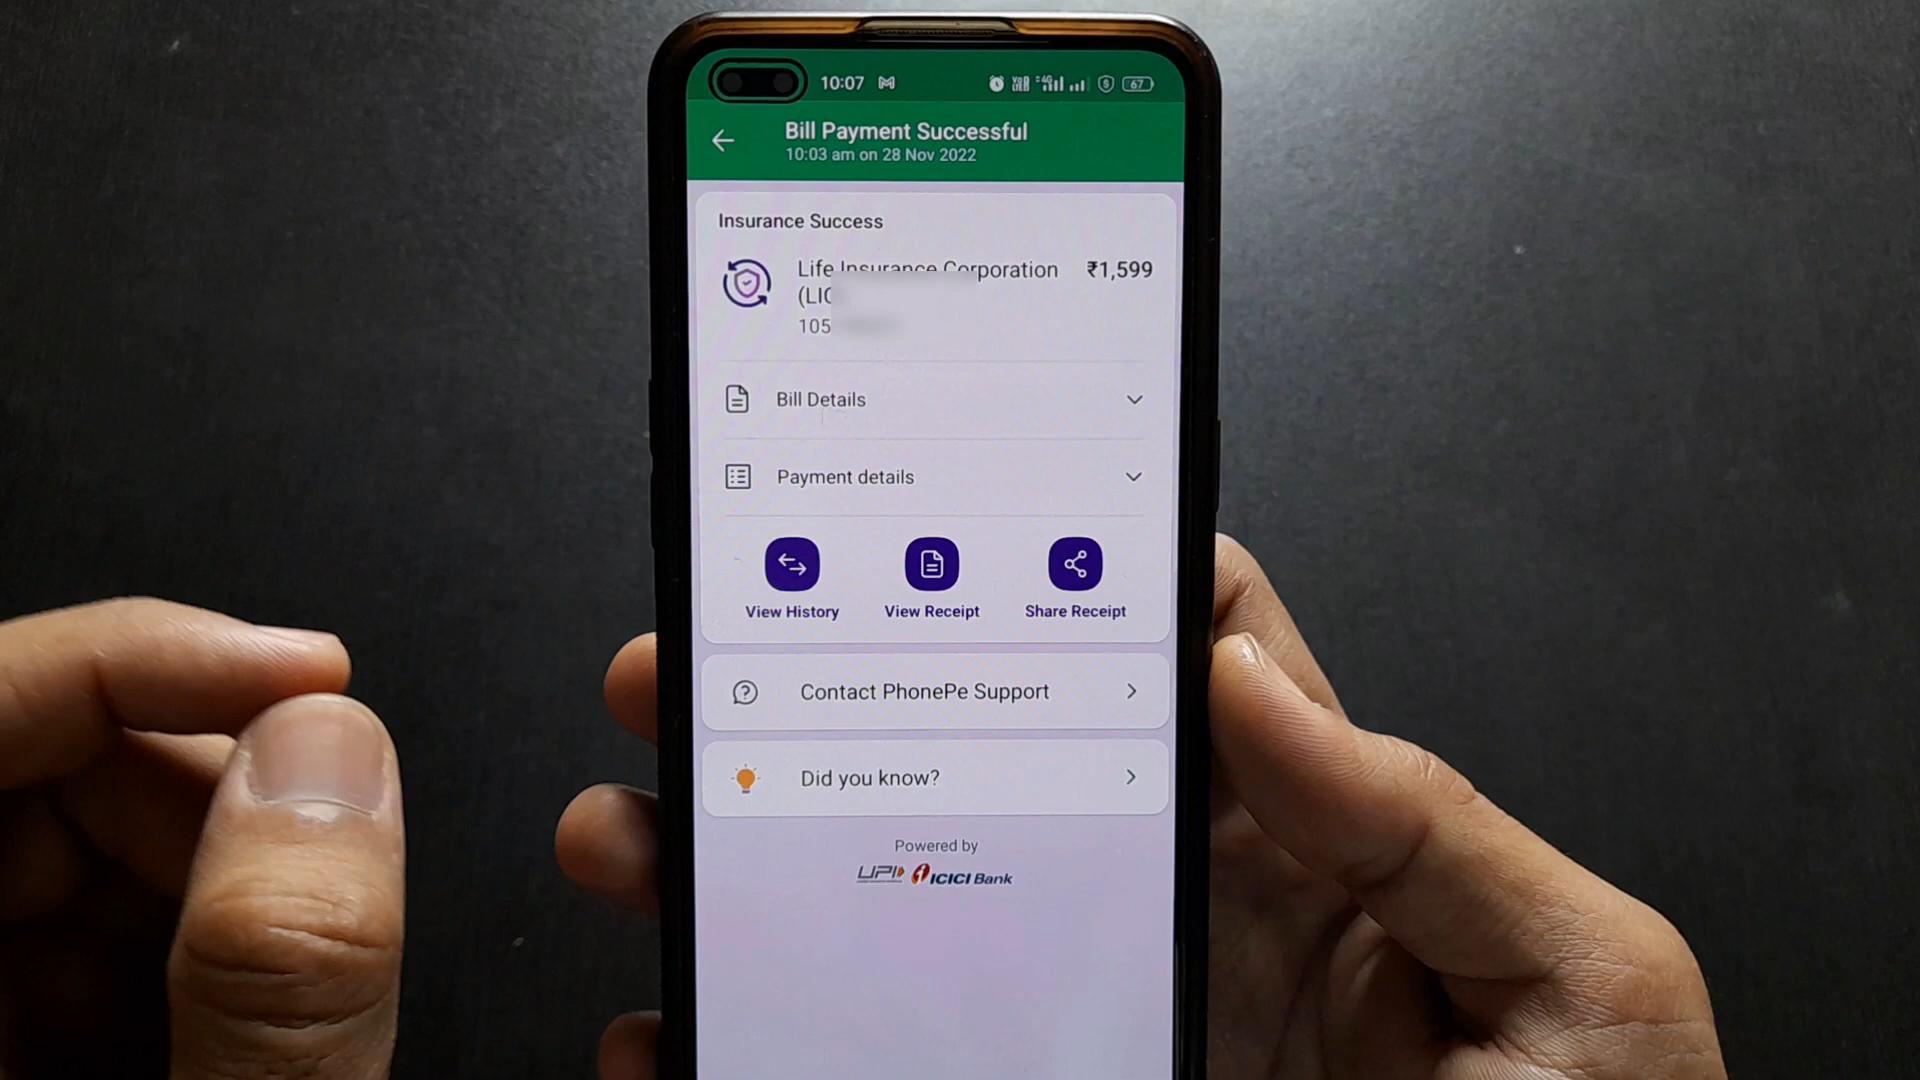 10:07
67
Bill Payment Successful
10:03 am on 28 Nov 2022
Insurance Success
Life Insurance Corporation ₹1,599
(LIC
105
Bill Details
Payment details
View History View Receipt Share Receipt
Contact PhonePe Support
Did you know?
Powered by
UPI ICICI Bank